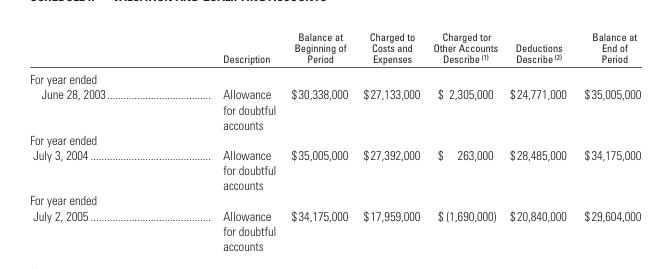 Balance at Charged to Charged tor Balance at
Beginning of Costs and Other Accounts Deductions End of
Description Period Expenses Describe (1) Describe (2) Period
For year ended
June 28, 2003 Allowance $30,338,000 $27,133,000 $ 2,305,000 $24,771,000 $35,005,000
for doubtful
accounts
For year ended
July 3, 2004 Allowance $35,005,000 $27,392,000 $ 263,000 $28,485,000 $34,175,000
for doubtful
accounts
For year ended
July 2, 2005 Allowance $34,175,000 $17,959,000 $ (1,690,000) $20,840,000 $29,604,000
for doubtful
accounts